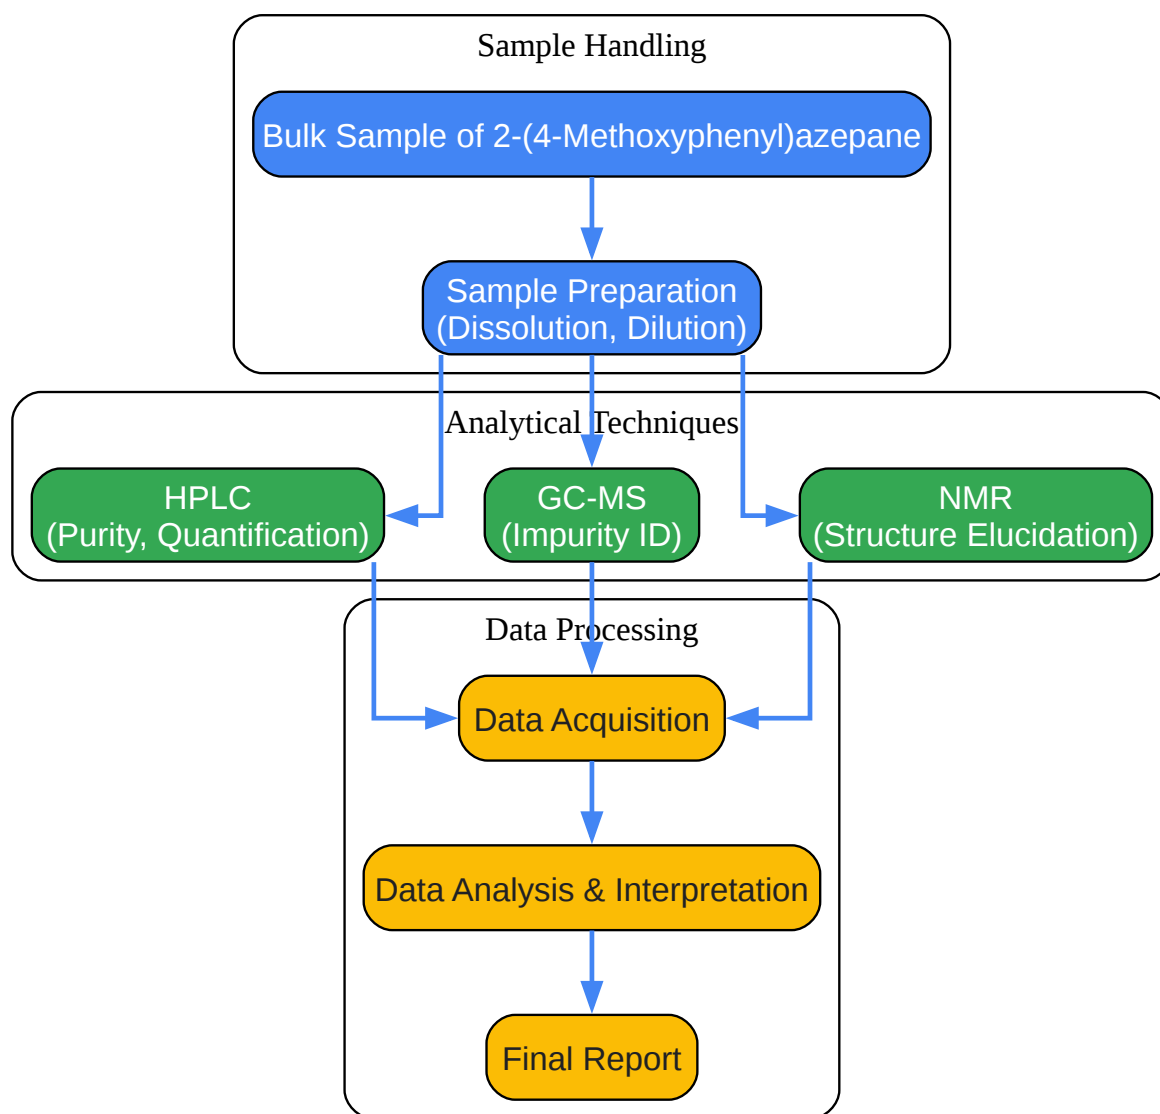 Sample Handling
Bulk Sample of 2-(4-Methoxyphenyl)azepane
Sample Preparation
(Dissolution, Dilution)
Analytical Techniques
HPLC
(Purity, Quantification)
GC-MS
(Impurity ID)
NMR
(Structure Elucidation)
Data Processing
Data Acquisition
Data Analysis & Interpretation
Final Report